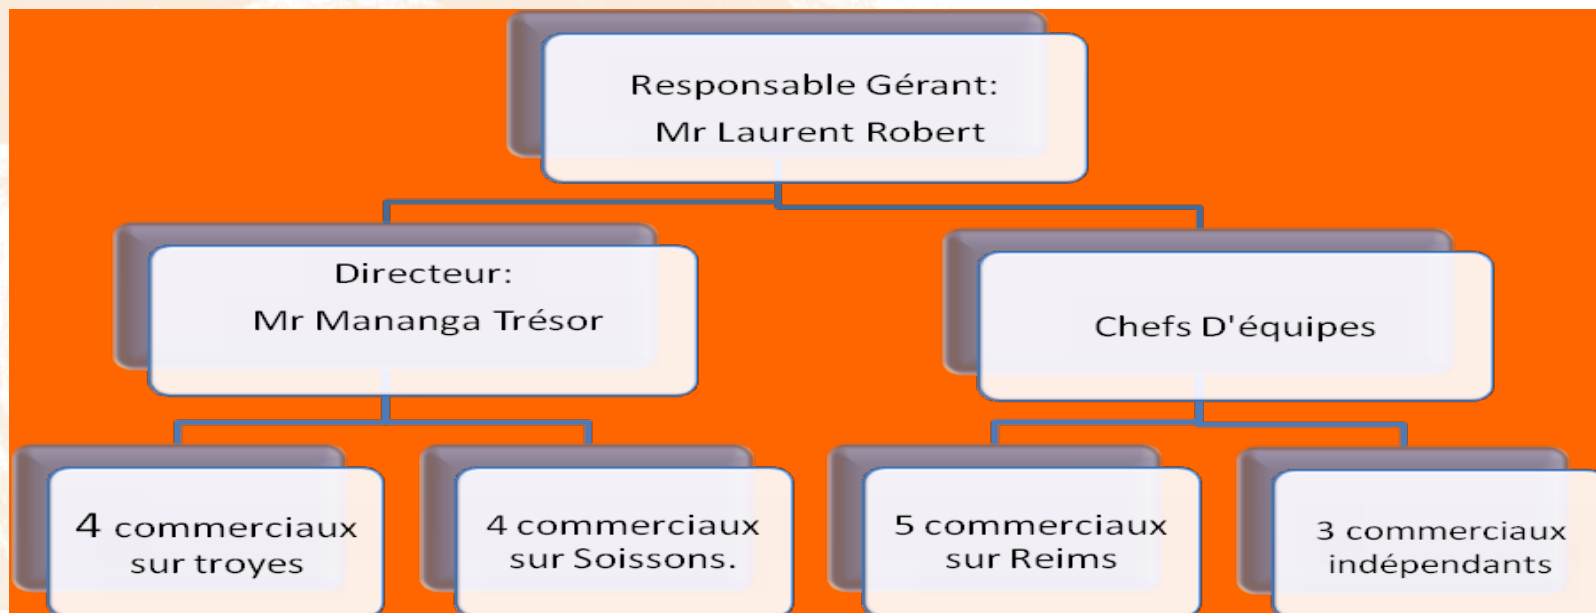 Responsable Gérant:
Mr Laurent Robert
Directeur:
Mr Mananga Trésor
Chefs D'équipes
4 commerciaux
sur troyes
4 commerciaux
sur Soissons.
5 commerciaux
sur Reims
3 commerciaux
indépendants